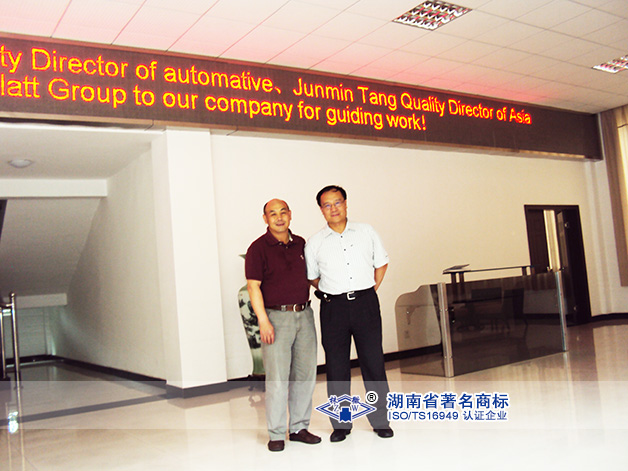 ty Director of automative、Junmin Tang Quality Director of Asia
latt Group to our company for guiding work!
®
湖南省著名商标
ISO/TS16949 认证企业